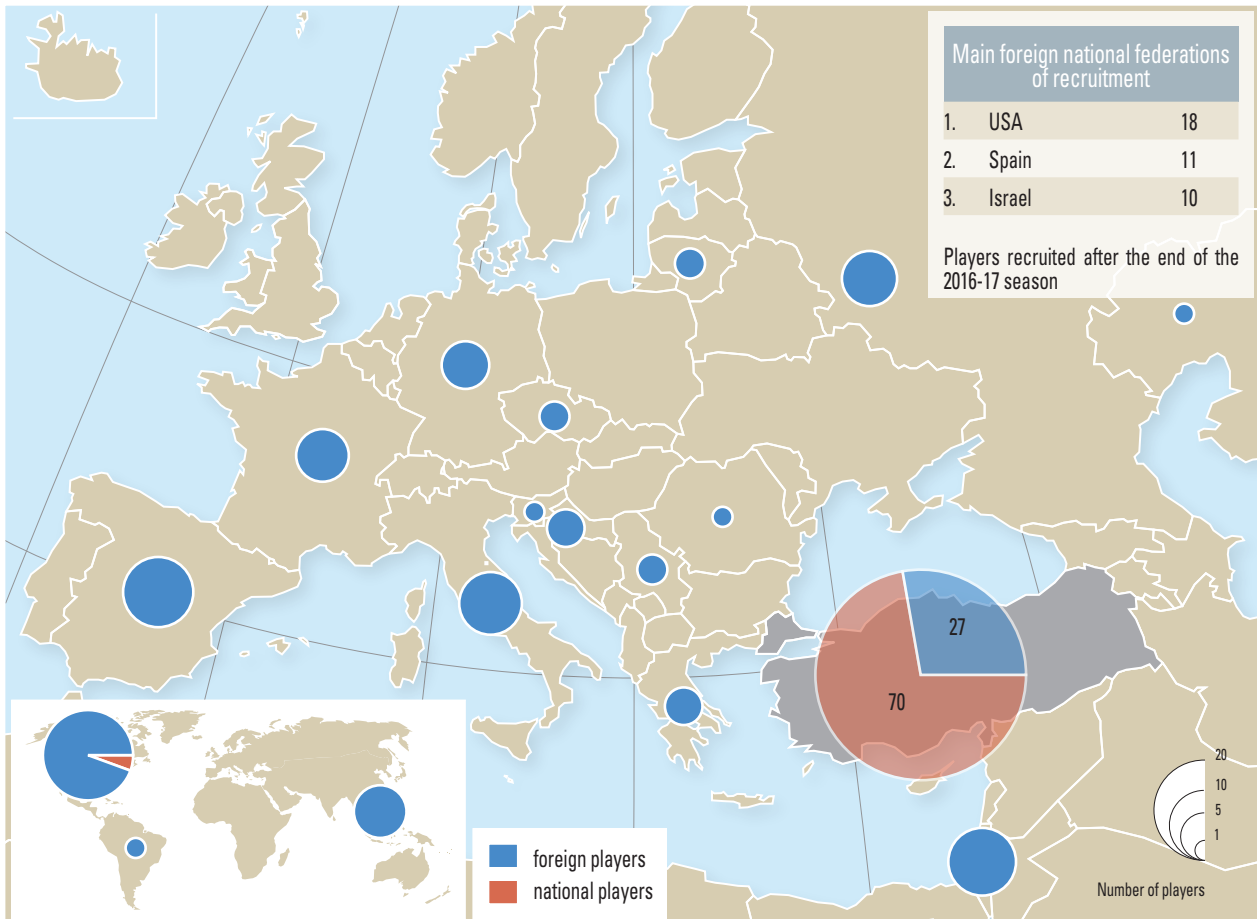 Main foreign national federations
of recruitment
1. USA 18
2. Spain 11
3. Israel 10
Players recruited after the end of the
2016-17 season
27
70
20
10
5
1
Number of players
foreign players
national players